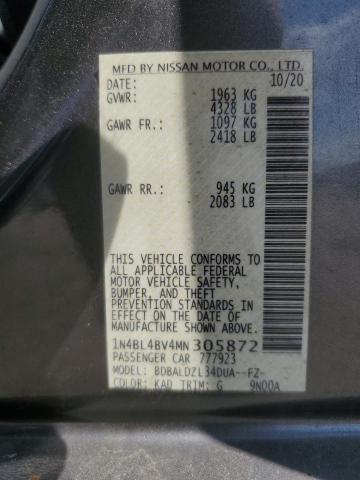 MFD BY NISSAN MOTOR CO., LTD.
DATE: 10/20
GVWR: 1963 KG
4328 LB
GAWR FR.: 1097 KG
2418 LB
GAWR RR.: 945 KG
2083 LB
THIS VEHICLE CONFORMS TO
ALL APPLICABLE FEDERAL
MOTOR VEHICLE SAFETY,
BUMPER, AND THEFT
PREVENTION STANDARDS IN
EFFECT ON THE DATE OF
MANUFACTURE SHOWN ABOVE.
1N4BL4BV4MN305872
PASSENGER CAR 777923
MODEL: BDBALDZL34DUA--FZ-
COLOR: KAD TRIM: G 9N00A